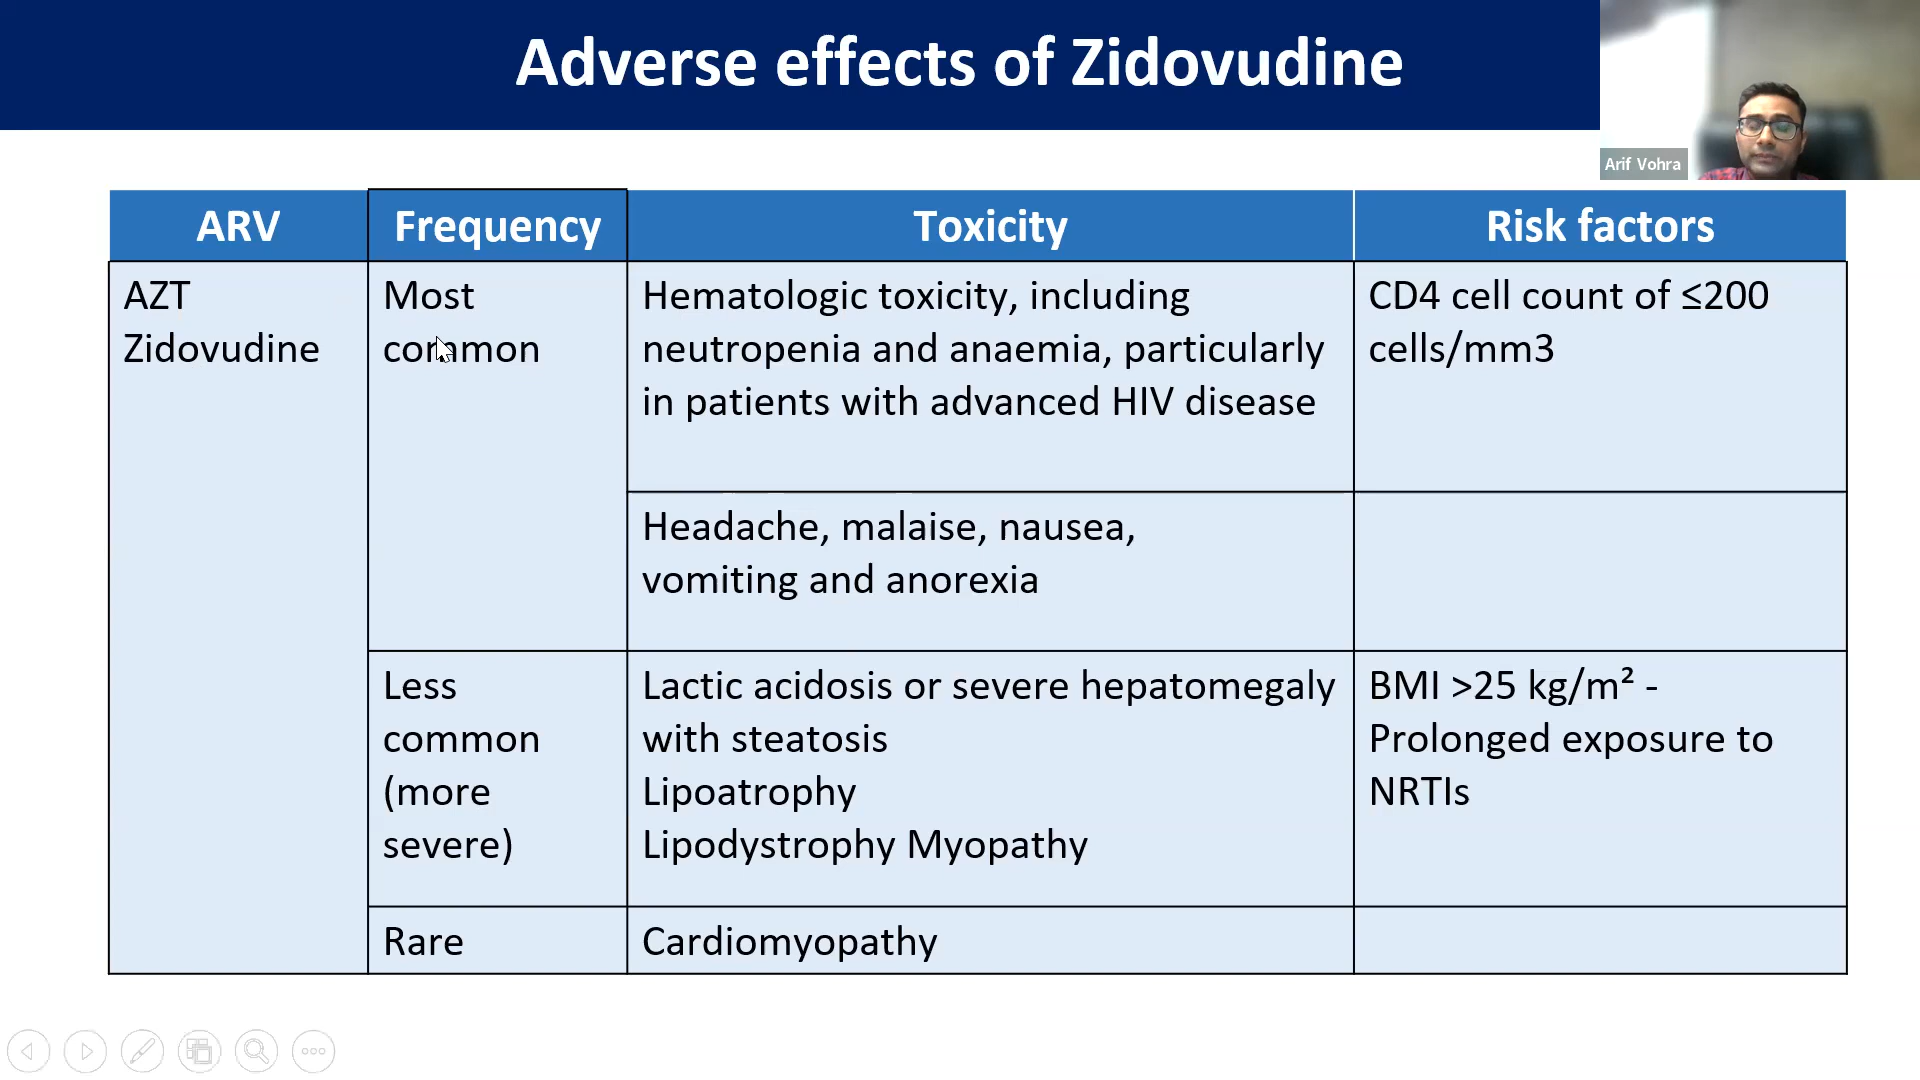 Adverse effects of Zidovudine
Arif Vohra
ARV
Frequency
Toxicity
Risk factors
AZT
Zidovudine
Most
common
Hematologic toxicity, including
neutropenia and anaemia, particularly
in patients with advanced HIV disease
CD4 cell count of ≤200
cells/mm3
Headache, malaise, nausea,
vomiting and anorexia
Less
common
(more
severe)
Lactic acidosis or severe hepatomegaly
with steatosis
Lipoatrophy
Lipodystrophy Myopathy
BMI >25 kg/m² -
Prolonged exposure to
NRTIs
Rare
Cardiomyopathy